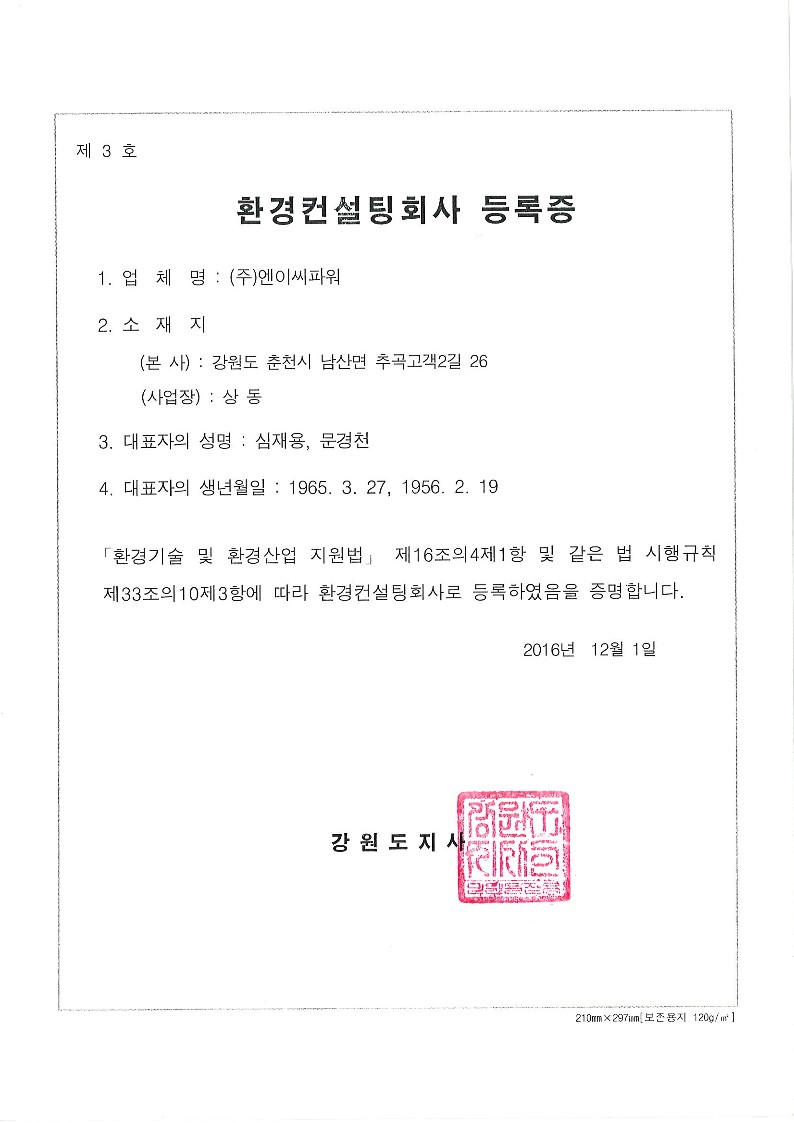 제 3 호
환경컨설팅회사 등록증
1. 업 체 명 : (주)엔이씨파워
2. 소 재 지
(본 사) : 강원도 춘천시 남산면 추곡고객2길 26
(사업장) : 상 동
3. 대표자의 성명 : 심재용, 문경천
4. 대표자의 생년월일 : 1965. 3. 27, 1956. 2. 19
「환경기술 및 환경산업 지원법」 제16조의4제1항 및 같은 법 시행규칙
제33조의10제3항에 따라 환경컨설팅회사로 등록하였음을 증명합니다.
2016년 12월 1일
강 원 도 지 사
210㎜×297㎜[보존용지 120g/㎡]